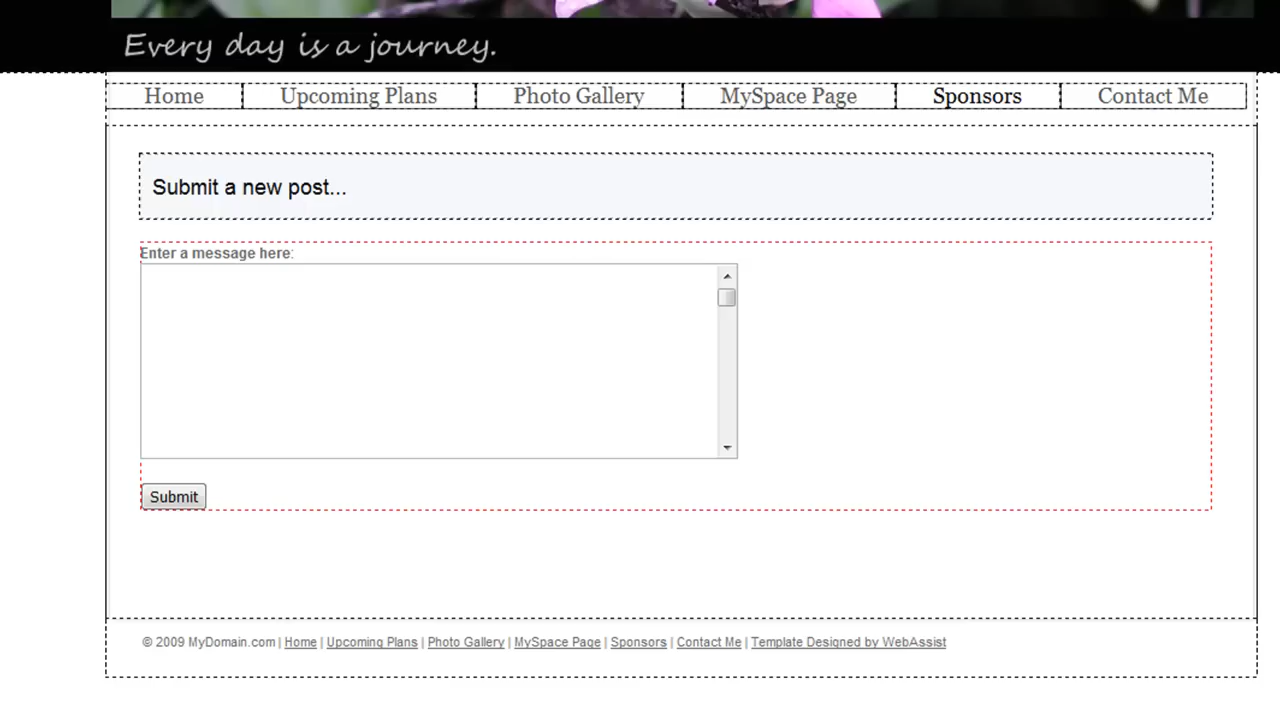 Every day is a journey.
Home Upcoming Plans Photo Gallery MySpace Page Sponsors Contact Me
Submit a new post...
Enter a message here:
Submit
© 2009 MyDomain.com | Home | Upcoming Plans | Photo Gallery | MySpace Page | Sponsors | Contact Me | Template Designed by WebAssist